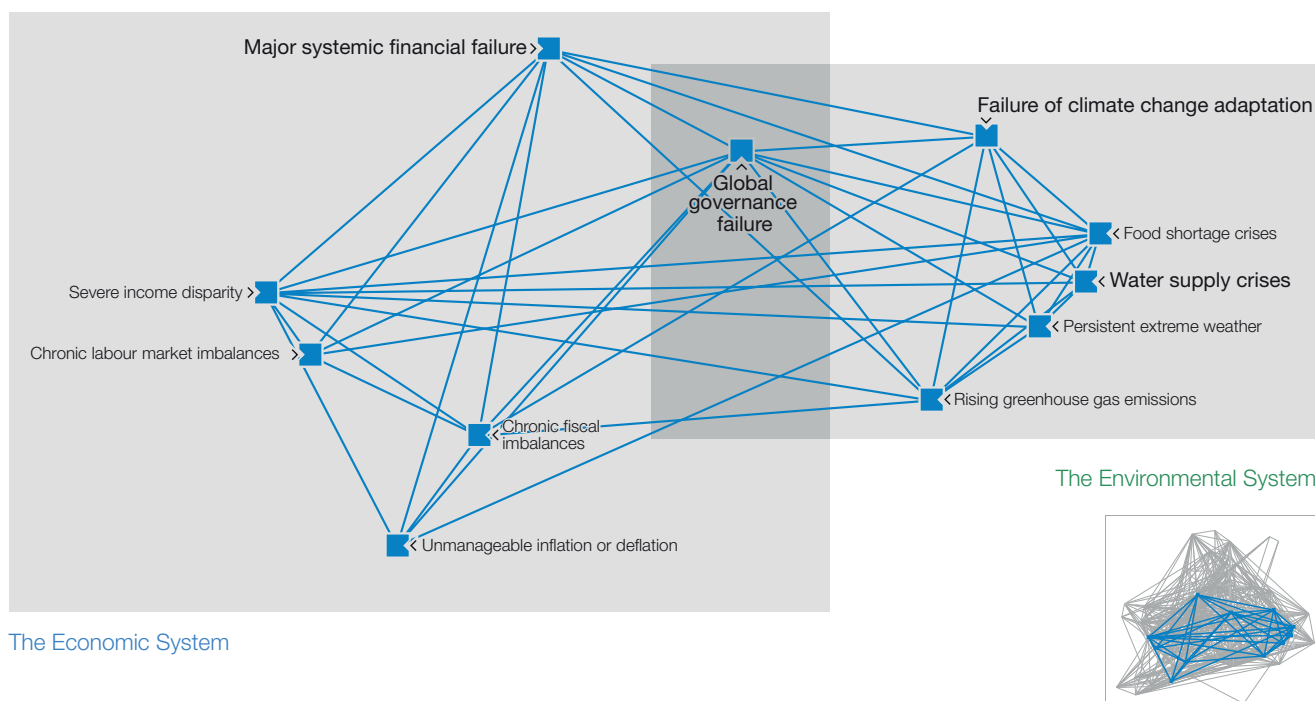 Major systemic financial failure
Failure of climate change adaptation
Global
governance
failure
Food shortage crises
Water supply crises
Severe income disparity
Persistent extreme weather
Chronic labour market imbalances
Rising greenhouse gas emissions
Chronic fiscal
imbalances
The Environmental System
Unmanageable inflation or deflation
The Economic System